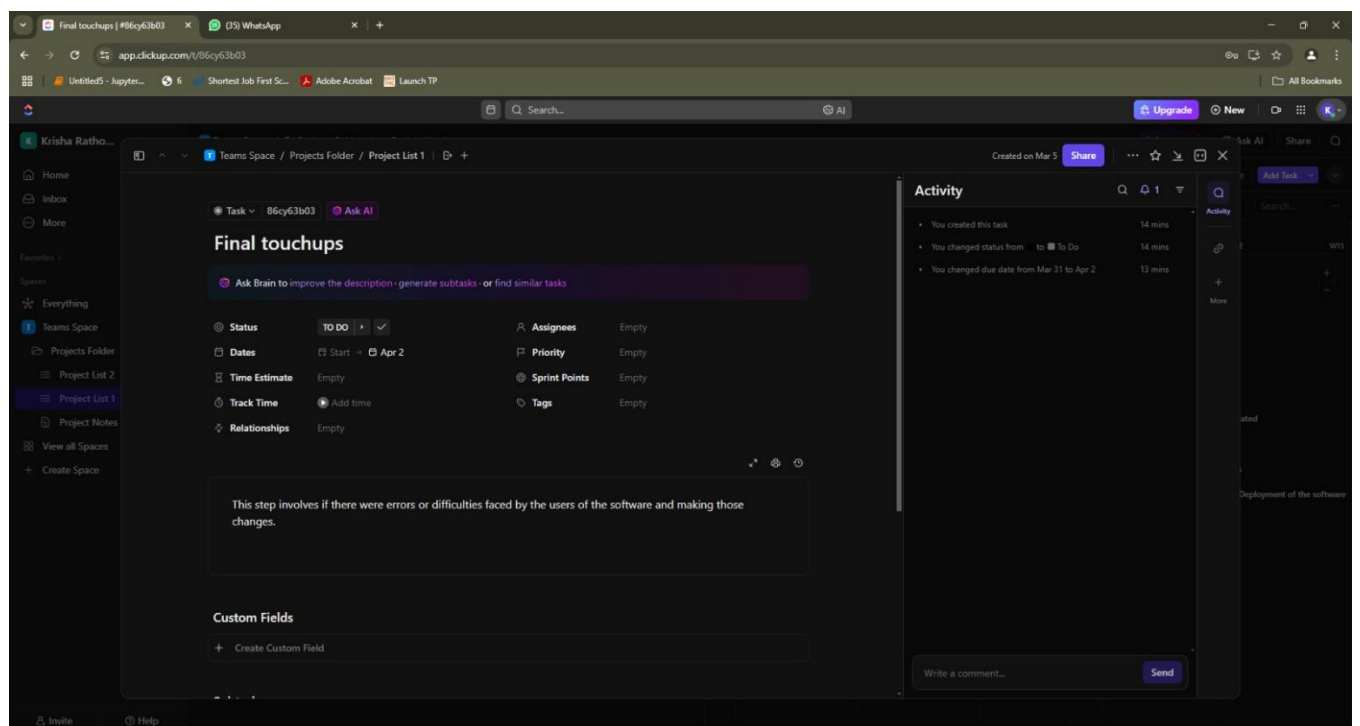 Final touchups | #86cy63b03
(35) WhatsApp
app.clickup.com/t/86cy63b03
Untitled5 - Jupyter...
fi
Shortest Job First Sc...
Adobe Acrobat
Launch TP
All Bookmarks
Search...
AI
Upgrade
New
K
K Krisha Ratho...
Home
Inbox
More
Favorites
Spaces
Everything
T Teams Space
Projects Folder
Project List 2
Project List 1
Project Notes
View all Spaces
Create Space
Invite
Help
T Teams Space / Projects Folder / Project List 1
Created on Mar 5
Share
Task
86cy63b03
Ask AI
Final touchups
Ask Brain to improve the description · generate subtasks · or find similar tasks
Status TO DO
Assignees Empty
Dates Start → Apr 2
Priority Empty
Time Estimate Empty
Sprint Points Empty
Track Time Add time
Tags Empty
Relationships Empty
This step involves if there were errors or difficulties faced by the users of the software and making those
changes.
Custom Fields
+ Create Custom Field
Activity
1
You created this task 14 mins
You changed status from to To Do 14 mins
You changed due date from Mar 31 to Apr 2 13 mins
Write a comment...
Send
Activity
More
Ask AI
Share
Add Task
Search...
W15
ated
Deployment of the software